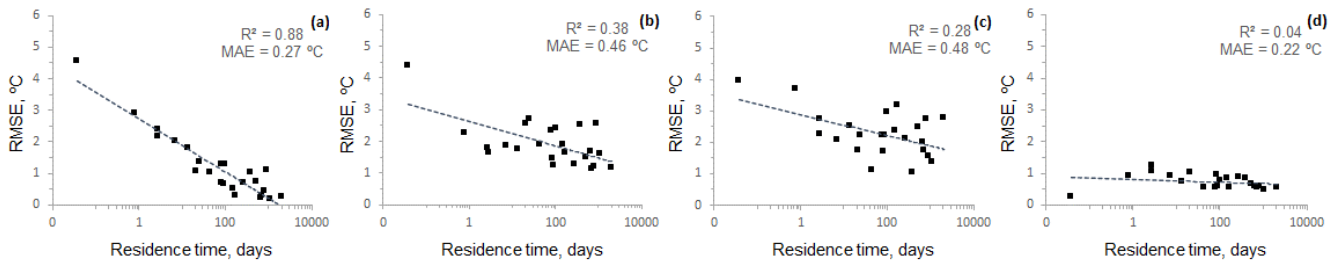 6
5
4
3
2
1
0
RMSE, ºC
(a)
R² = 0.88
MAE = 0.27 ºC
0 1 100 10000
Residence time, days
6
5
4
3
2
1
0
RMSE, ºC
(b)
R² = 0.38
MAE = 0.46 ºC
0 1 100 10000
Residence time, days
6
5
4
3
2
1
0
RMSE, ºC
(c)
R² = 0.28
MAE = 0.48 ºC
0 1 100 10000
Residence time, days
6
5
4
3
2
1
0
RMSE, ºC
(d)
R² = 0.04
MAE = 0.22 ºC
0 1 100 10000
Residence time, days